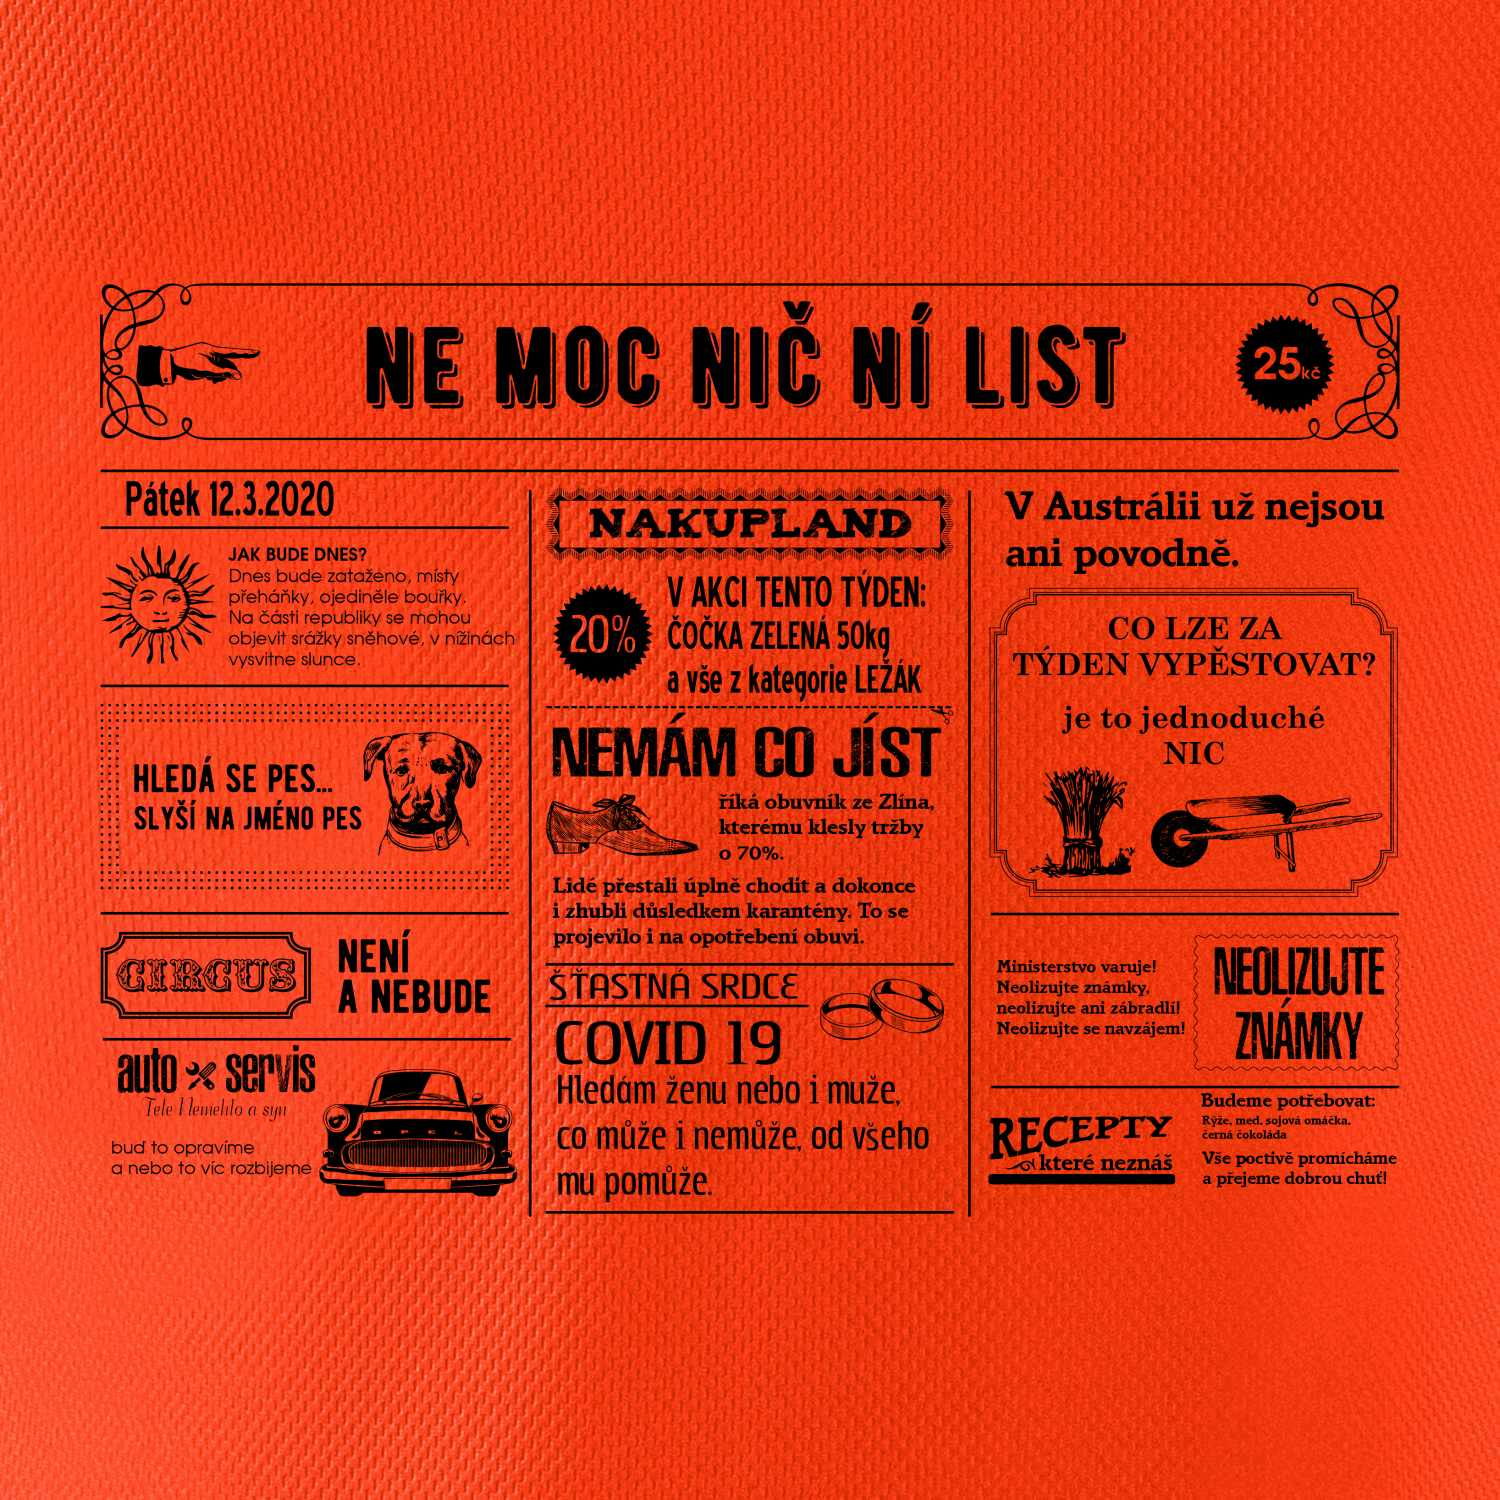 NE MOC NIČ NÍ LIST
25kč
Pátek 12.3.2020
JAK BUDE DNES?
Dnes bude zataženo, místy
přeháňky, ojediněle bouřky.
Na části republiky se mohou
objevit srážky sněhové, v nížinách
vysvitne slunce.
HLEDÁ SE PES...
SLYŠÍ NA JMÉNO PES
CIRCUS
NENÍ
A NEBUDE
auto servis
Tele Nemehlo a syn
buď to opravíme
a nebo to víc rozbijeme
OPEL
NAKUPLAND
20%
V AKCI TENTO TÝDEN:
ČOČKA ZELENÁ 50kg
a vše z kategorie LEŽÁK
NEMÁM CO JÍST
říká obuvník ze Zlína,
kterému klesly tržby
o 70%.
Lidé přestali úplně chodit a dokonce
i zhubli důsledkem karantény. To se
projevilo i na opotřebení obuvi.
ŠŤASTNÁ SRDCE
COVID 19
Hledám ženu nebo i muže,
co může i nemůže, od všeho
mu pomůže.
V Austrálii už nejsou
ani povodně.
CO LZE ZA
TÝDEN VYPĚSTOVAT?
je to jednoduché
NIC
Ministerstvo varuje!
Neolizujte známky,
neolizujte ani zábradlí!
Neolizujte se navzájem!
NEOLIZUJTE
ZNÁMKY
RECEPTY
které neznáš
Budeme potřebovat:
Rýže, med, sojová omáčka,
černá čokoláda
Vše poctivě promícháme
a přejeme dobrou chuť!